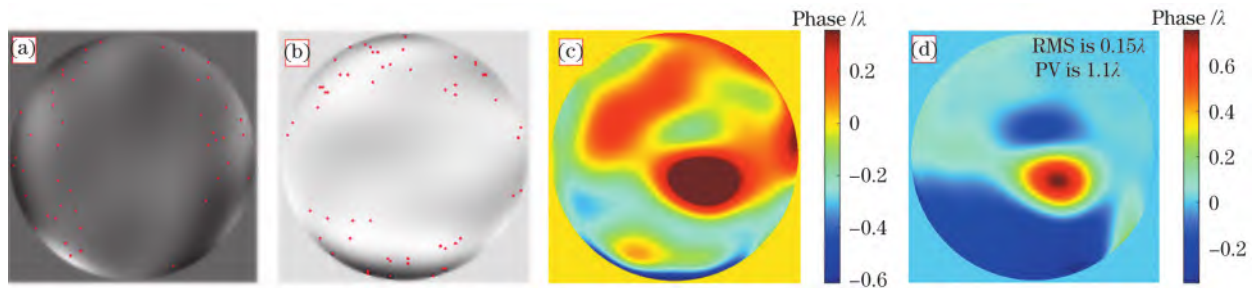 (a)
(b)
Phase /λ
(c)
0.2
0
−0.2
−0.4
−0.6
Phase /λ
(d)
RMS is 0.15λ
PV is 1.1λ
0.6
0.4
0.2
0
−0.2